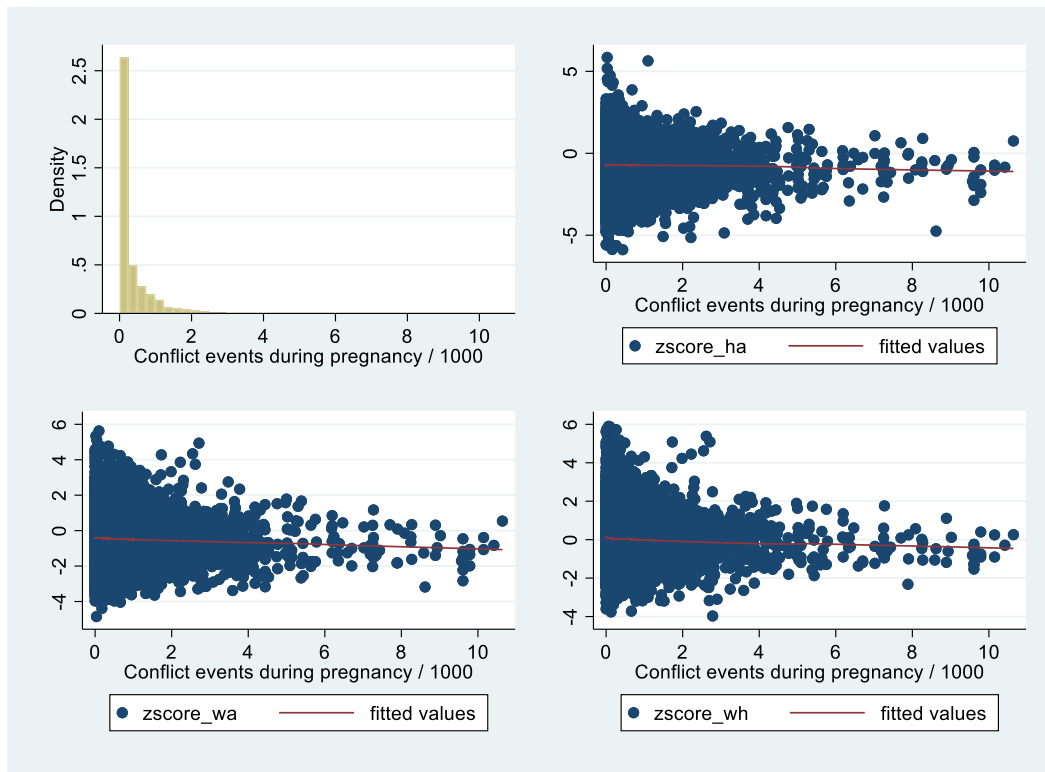 Density
2.5
2
1.5
1
.5
0
0 2 4 6 8 10
Conflict events during pregnancy / 1000
5
0
-5
0 2 4 6 8 10
Conflict events during pregnancy / 1000
zscore_ha fitted values
6
4
2
0
-2
-4
0 2 4 6 8 10
Conflict events during pregnancy / 1000
zscore_wa fitted values
6
4
2
0
-2
-4
0 2 4 6 8 10
Conflict events during pregnancy / 1000
zscore_wh fitted values